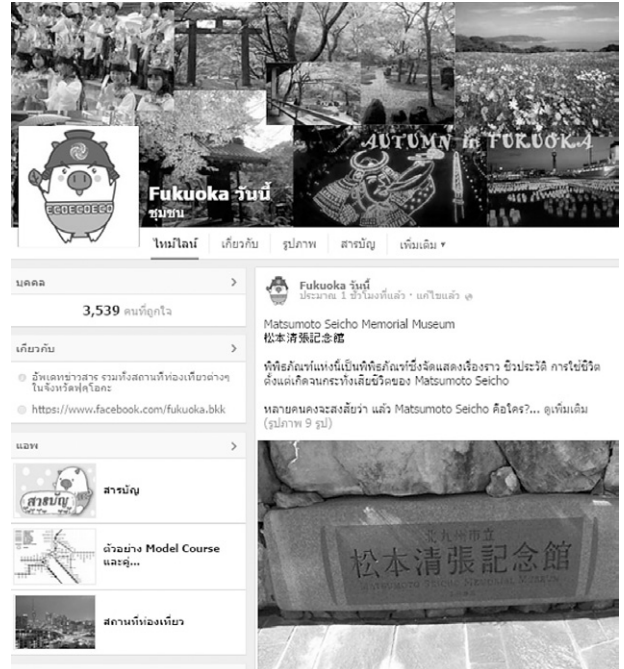 AUTUMN in FUKUOKA
ECOECOECO
Fukuoka วันนี้
ชุมชน
ไทม์ไลน์ เกี่ยวกับ รูปภาพ สารบัญ เพิ่มเติม
บุคคล
3,539 คนที่ถูกใจ
เกี่ยวกับ
อัพเดทข่าวสาร รวมทั้งสถานที่ท่องเที่ยวต่างๆ
ในจังหวัดฟุคุโอกะ
https://www.facebook.com/fukuoka.bkk
แอพ
สารบัญ
สารบัญ
ตัวอย่าง Model Course
และคู่...
สถานที่ท่องเที่ยว
Fukuoka วันนี้
ประมาณ 1 ชั่วโมงที่แล้ว · แก้ไขแล้ว
Matsumoto Seicho Memorial Museum
松本清張記念館
พิพิธภัณฑ์แห่งนี้เป็นพิพิธภัณฑ์ซึ่งจัดแสดงเรื่องราว ชีวประวัติ การใช้ชีวิต
ตั้งแต่เกิดจนกระทั่งเสียชีวิตของ Matsumoto Seicho
หลายคนคงจะสงสัยว่า แล้ว Matsumoto Seicho คือใคร?... ดูเพิ่มเติม
(รูปภาพ 9 รูป)
北九州市立
松本清張記念館
MATSUMOTO SEICHO MEMORIAL MUSEUM